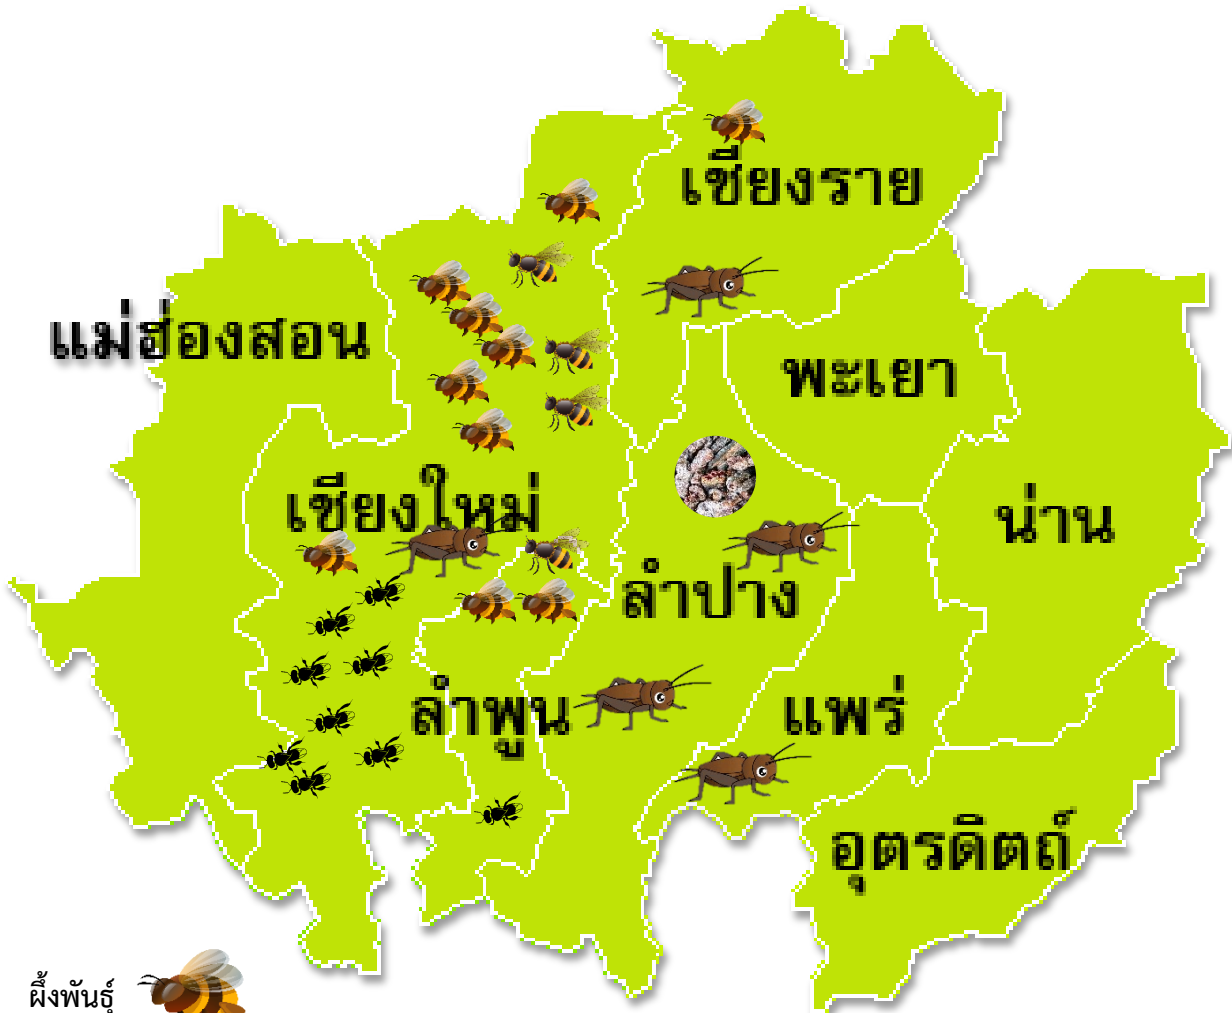 เชียงราย
แม่ฮ่องสอน
พะเยา
เชียงใหม่
น่าน
ลำปาง
ลำพูน
แพร่
อุตรดิตถ์
ผึ้งพันธุ์